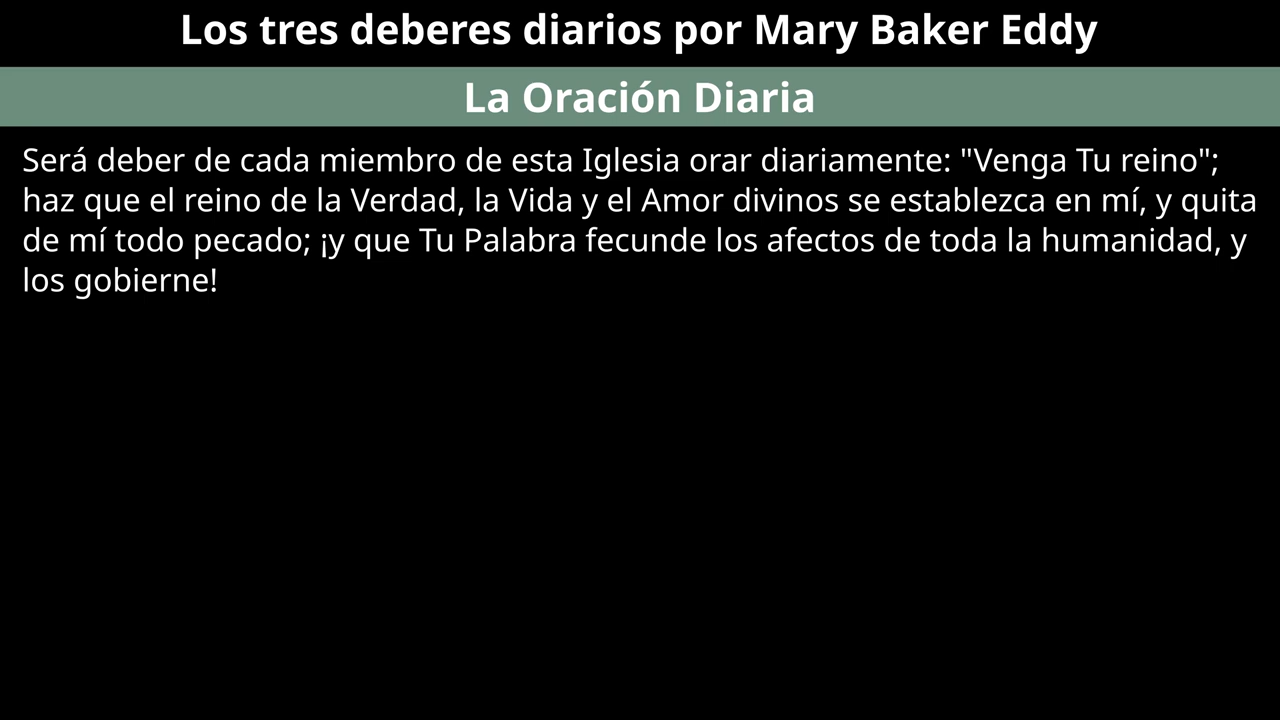 Los tres deberes diarios por Mary Baker Eddy
La Oración Diaria
Será deber de cada miembro de esta Iglesia orar diariamente: "Venga Tu reino";
haz que el reino de la Verdad, la Vida y el Amor divinos se establezca en mí, y quita
de mí todo pecado; ¡y que Tu Palabra fecunde los afectos de toda la humanidad, y
los gobierne!